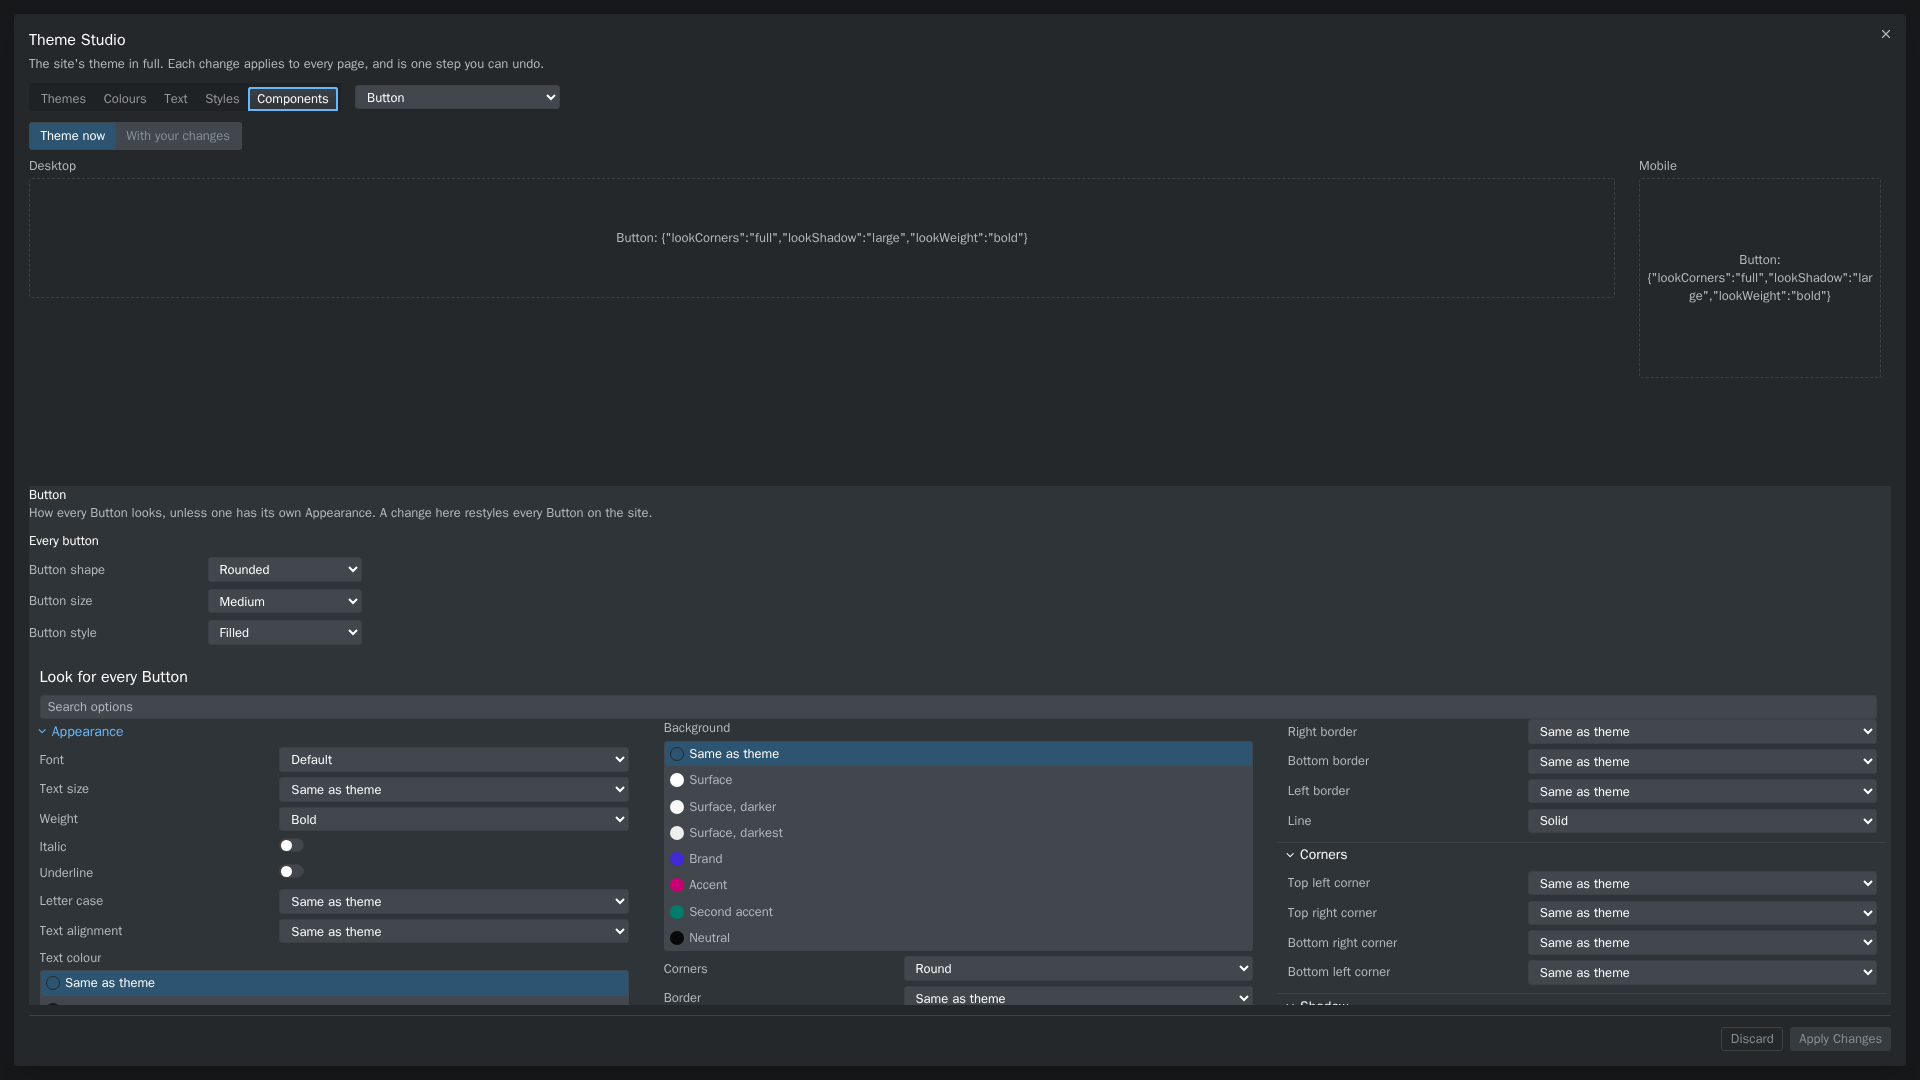 Theme Studio
The site's theme in full. Each change applies to every page, and is one step you can undo.
Themes Colours Text Styles Components Button
Theme now With your changes
Desktop
Mobile
Button: {"lookCorners":"full","lookShadow":"large","lookWeight":"bold"}
Button:
{"lookCorners":"full","lookShadow":"lar
ge","lookWeight":"bold"}
Button
How every Button looks, unless one has its own Appearance. A change here restyles every Button on the site.
Every button
Button shape Rounded
Button size Medium
Button style Filled
Look for every Button
Search options
Appearance
Font Default
Text size Same as theme
Weight Bold
Italic
Underline
Letter case Same as theme
Text alignment Same as theme
Text colour
Same as theme
Background
Same as theme
Surface
Surface, darker
Surface, darkest
Brand
Accent
Second accent
Neutral
Corners Round
Border Same as theme
Right border Same as theme
Bottom border Same as theme
Left border Same as theme
Line Solid
Corners
Top left corner Same as theme
Top right corner Same as theme
Bottom right corner Same as theme
Bottom left corner Same as theme
Shadow
Discard Apply Changes